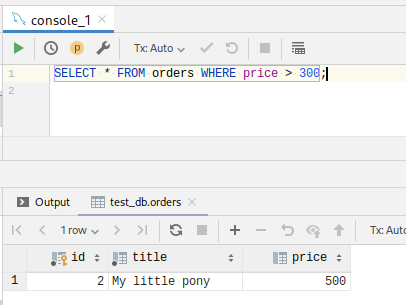 console_1
Tx: Auto
1 SELECT * FROM orders WHERE price > 300;
2
Output test_db.orders
1 row Tx: Aut
id title price
1 2 My little pony 500